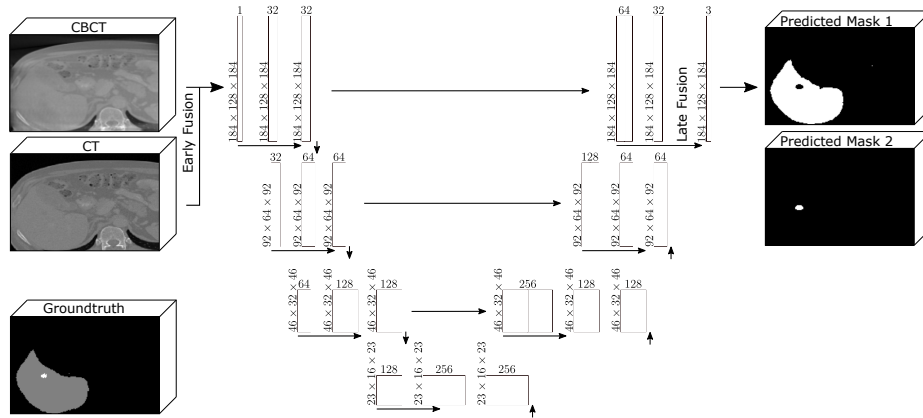 CBCT
CT
Early Fusion
Groundtruth
1
32
32
184 × 128 × 184
184 × 128 × 184
184 × 128 × 184
32
64
64
92 × 64 × 92
92 × 64 × 92
92 × 64 × 92
64
128
128
46 × 32 × 46
46 × 32 × 46
46 × 32 × 46
128
256
256
23 × 16 × 23
23 × 16 × 23
23 × 16 × 23
256
128
128
46 × 32 × 46
46 × 32 × 46
46 × 32 × 46
128
64
64
92 × 64 × 92
92 × 64 × 92
92 × 64 × 92
64
32
3
184 × 128 × 184
184 × 128 × 184
Late Fusion
184 × 128 × 184
Predicted Mask 1
Predicted Mask 2